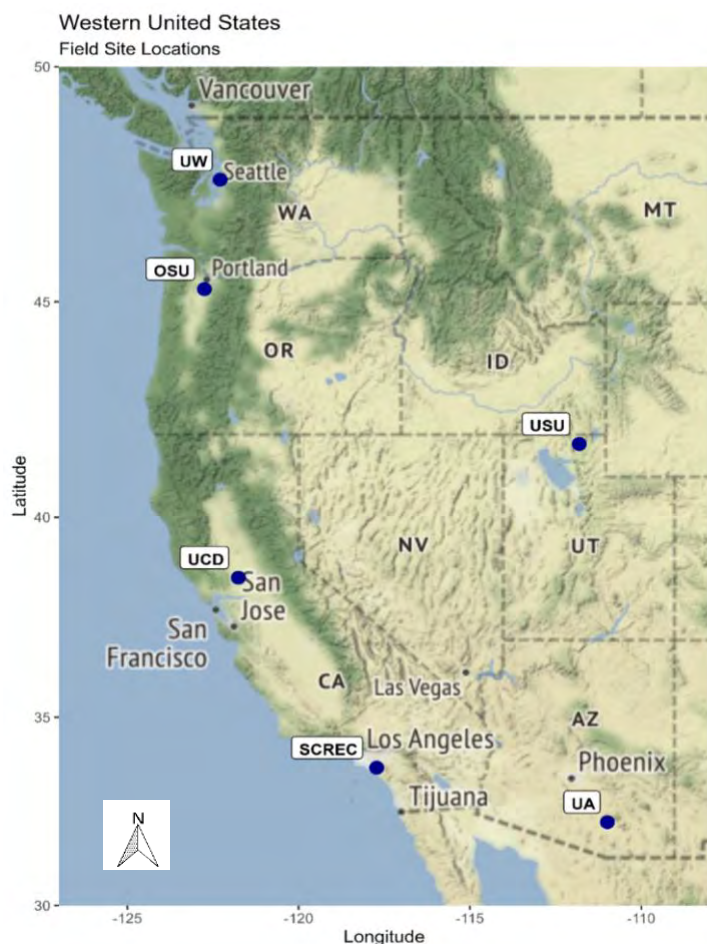 Western United States
Field Site Locations
50
Vancouver
UW
Seattle
WA
MT
OSU
Portland
45
OR
ID
USU
Latitude
40
NV
UT
UCD
San
Jose
San
Francisco
CA
Las Vegas
35
AZ
SCREC
Los Angeles
Phoenix
Tijuana
UA
N
30
-125
-120
-115
-110
Longitude